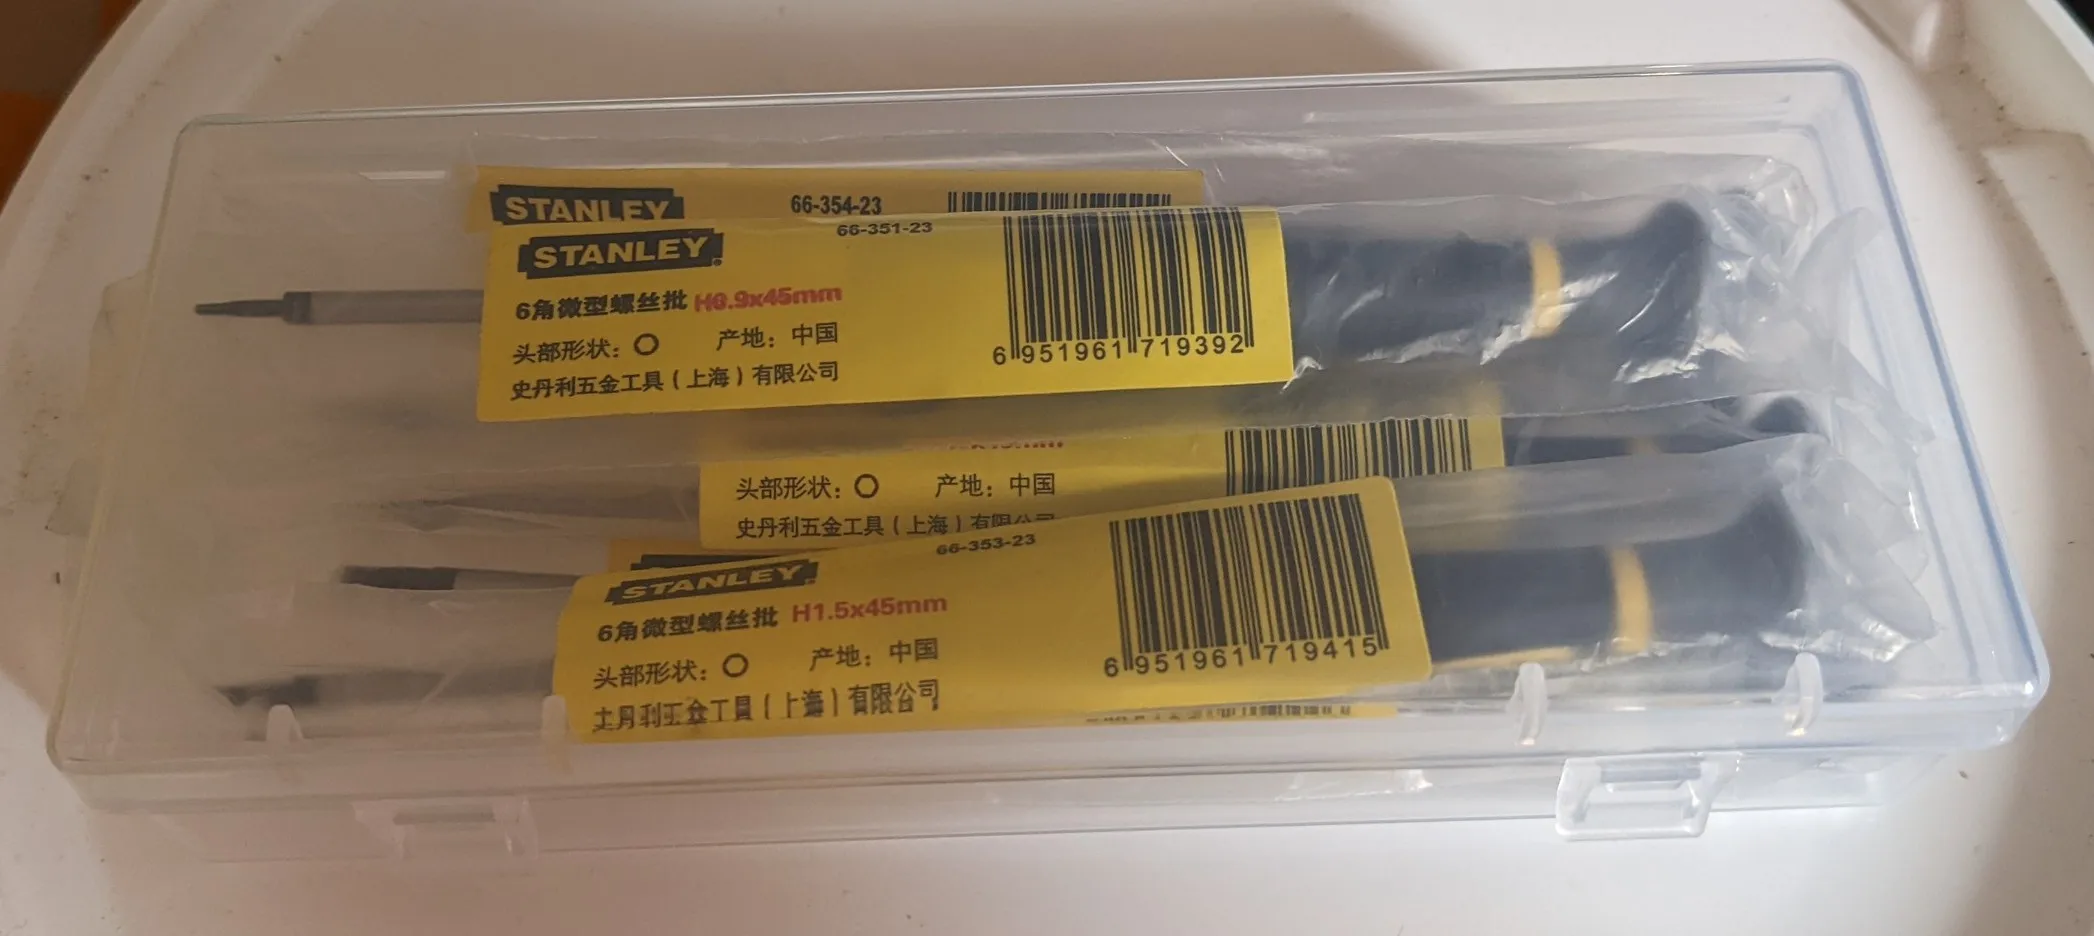 STANLEY
66-354-23
66-351-23
STANLEY
6角微型螺丝批 H0.9x45mm
头部形状: 产地: 中国
史丹利五金工具 ( 上海 ) 有限公司
6 951961 719392
头部形状: 产地: 中国
史丹利五金工具 ( 上海 ) 有限公司
66-353-23
STANLEY
6角微型螺丝批 H1.5x45mm
头部形状: 产地: 中国
史丹利五金工具 ( 上海 ) 有限公司
6 951961 719415